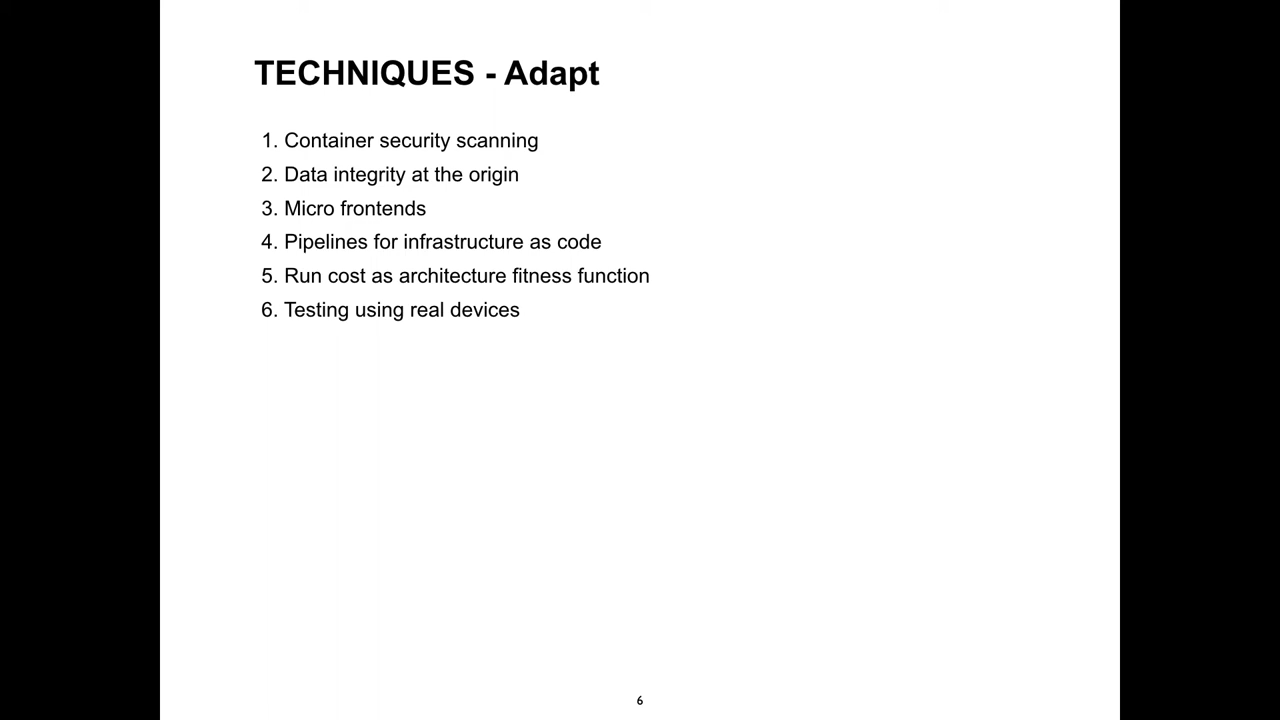 TECHNIQUES - Adapt
1. Container security scanning
2. Data integrity at the origin
3. Micro frontends
4. Pipelines for infrastructure as code
5. Run cost as architecture fitness function
6. Testing using real devices
6